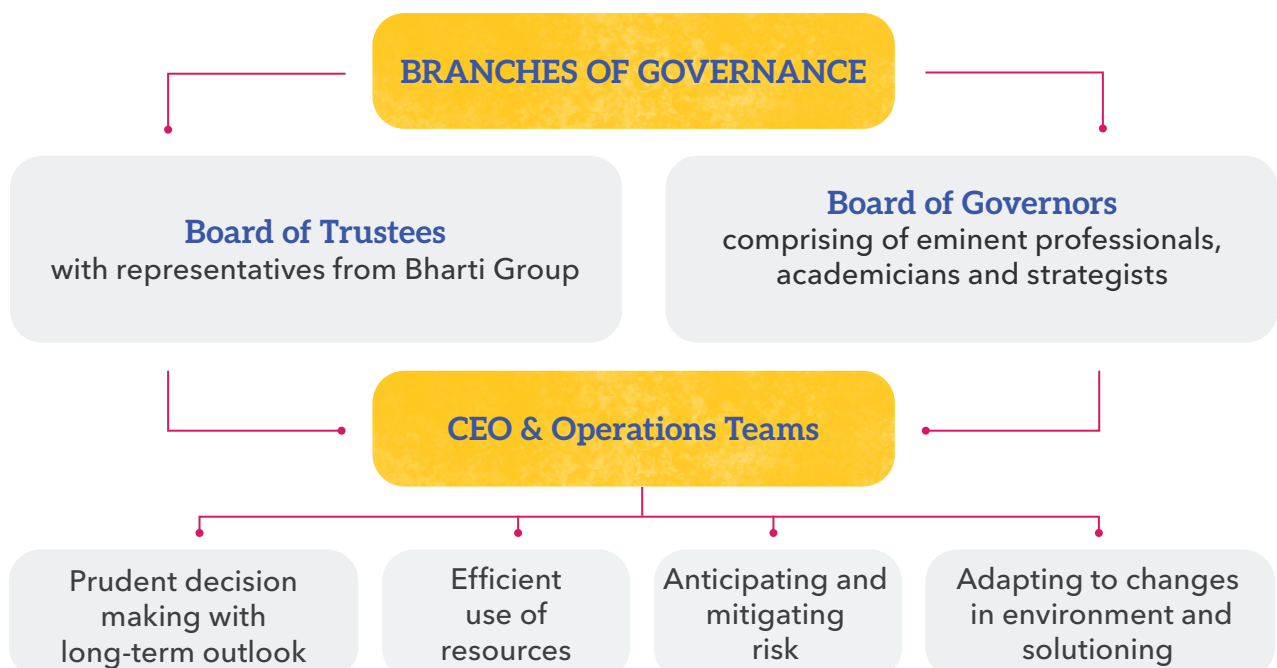 BRANCHES OF GOVERNANCE
Board of Trustees
with representatives from Bharti Group
Board of Governors
comprising of eminent professionals,
academicians and strategists
CEO & Operations Teams
Prudent decision
making with
long-term outlook
Efficient
use of
resources
Anticipating and
mitigating
risk
Adapting to changes
in environment and
solutioning